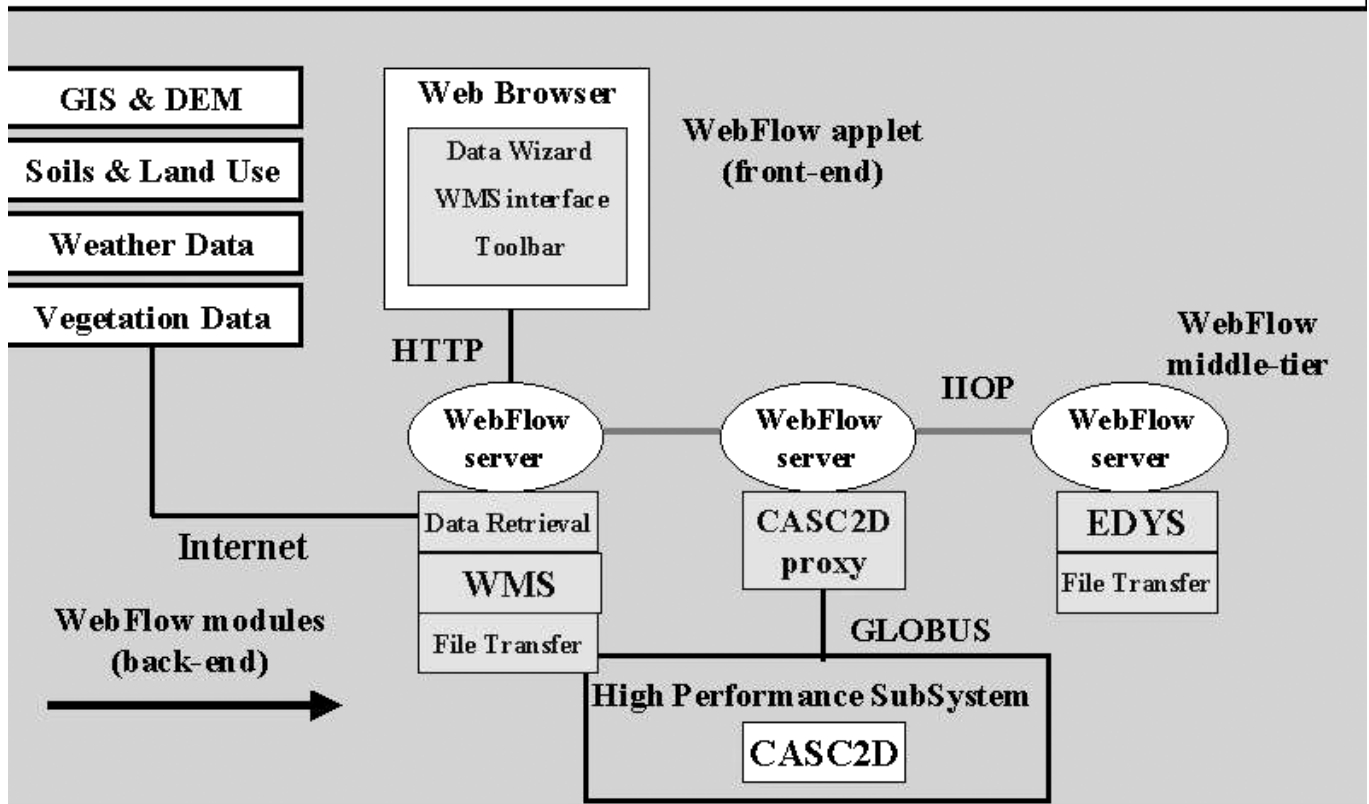 GIS & DEM
Soils & Land Use
Weather Data
Vegetation Data
Web Browser
Data Wizard
WMS interface
Toolbar
WebFlow applet
(front-end)
HTTP
WebFlow
middle-tier
IIOP
WebFlow
server
WebFlow
server
WebFlow
server
Internet
Data Retrieval
WMS
File Transfer
CASC2D
proxy
EDYS
File Transfer
WebFlow modules
(back-end)
GLOBUS
High Performance SubSystem
CASC2D